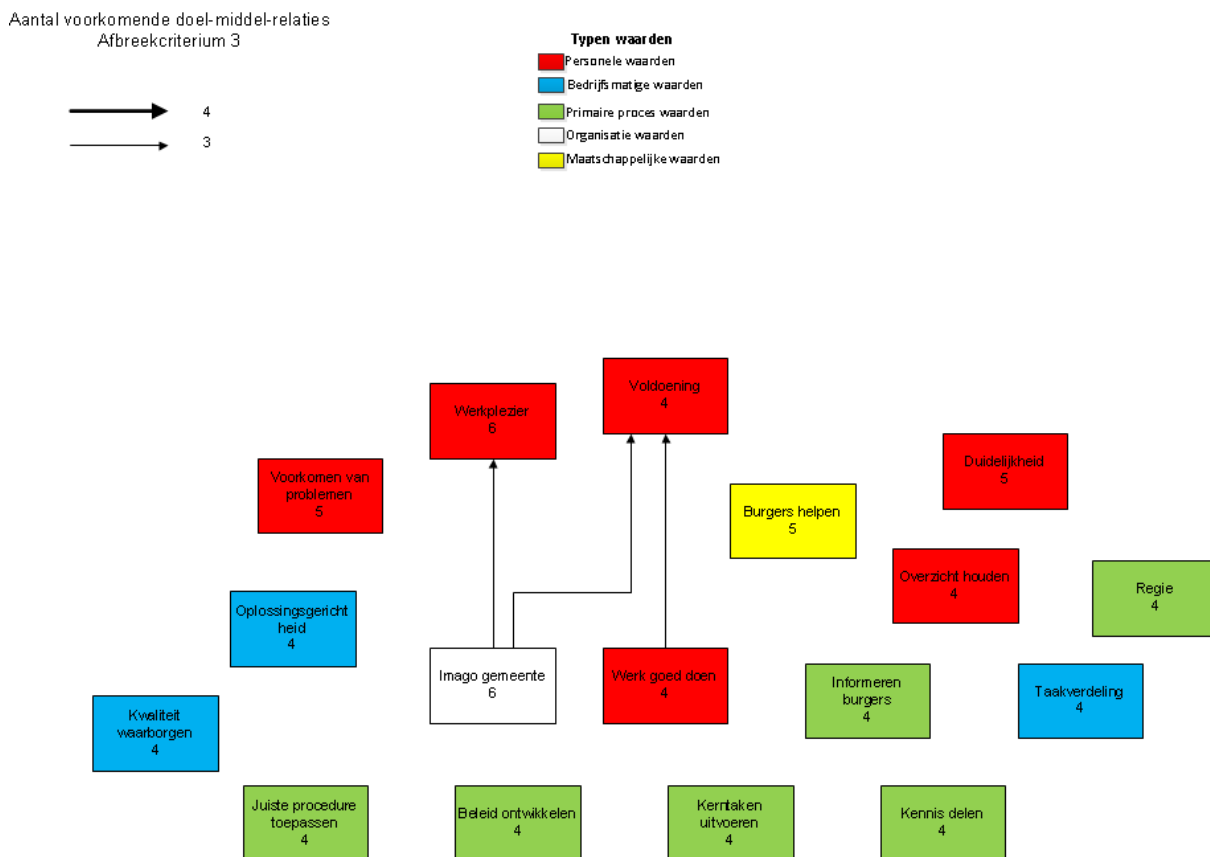 Aantal voorkomende doel-middel-relaties
Afbreekcriterium 3
4
3
Typen waarden
Personele waarden
Bedrijfsmatige waarden
Primaire proces waarden
Organisatie waarden
Maatschappelijke waarden
Voldoening
4
Werkplezier
6
Duidelijkheid
5
Voorkomen van
problemen
5
Burgers helpen
5
Overzicht houden
4
Regie
4
Oplossingsgericht
heid
4
Imago gemeente
6
Werk goed doen
4
Informeren
burgers
4
Taakverdeling
4
Kwaliteit
waarborgen
4
Juiste procedure
toepassen
4
Beleid ontwikkelen
4
Kerntaken
uitvoeren
4
Kennis delen
4